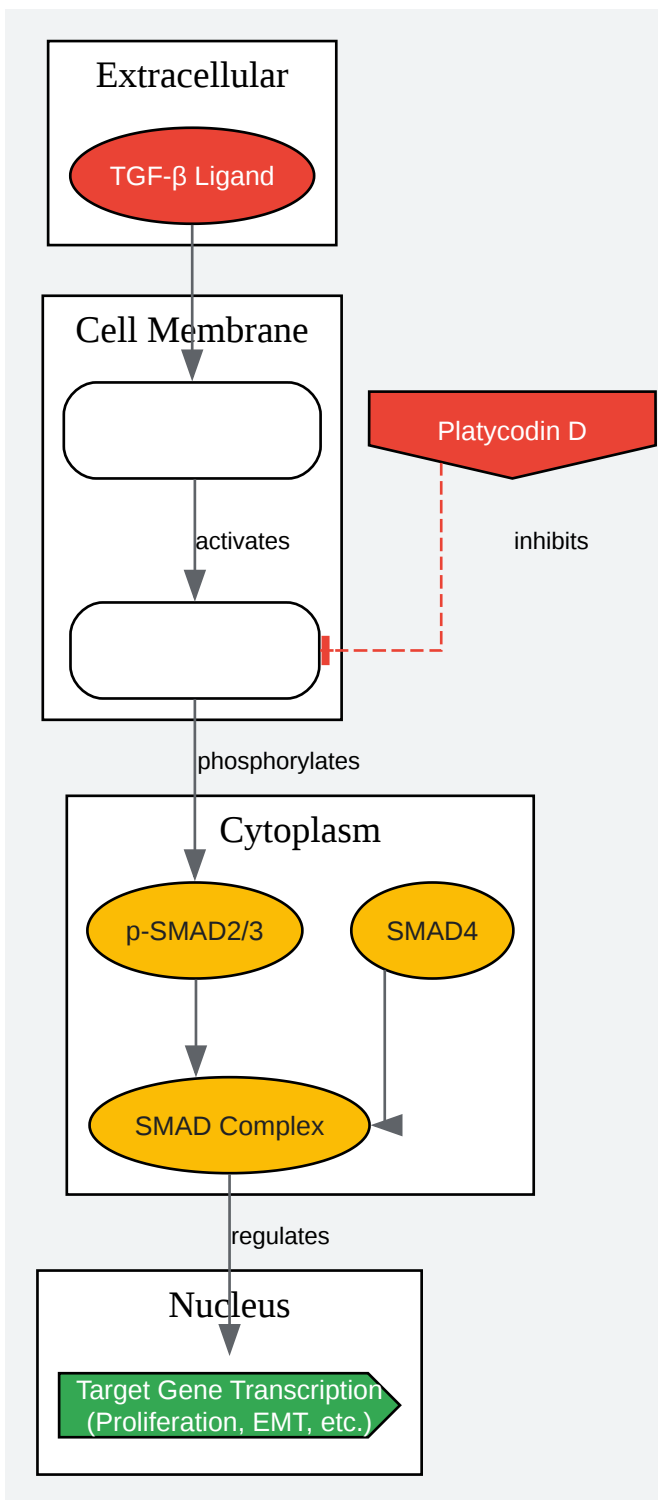 Extracellular
TGF-β Ligand
Cell Membrane
Platycodin D
activates
inhibits
phosphorylates
Cytoplasm
p-SMAD2/3
SMAD4
SMAD Complex
regulates
Nucleus
Target Gene Transcription
(Proliferation, EMT, etc.)